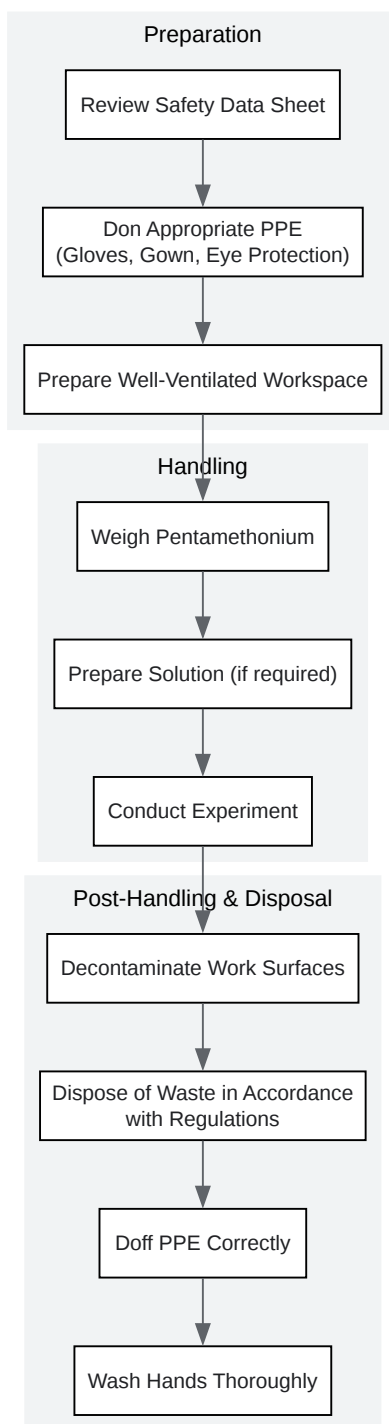 Preparation
Review Safety Data Sheet
Don Appropriate PPE
(Gloves, Gown, Eye Protection)
Prepare Well-Ventilated Workspace
Handling
Weigh Pentamethonium
Prepare Solution (if required)
Conduct Experiment
Post-Handling & Disposal
Decontaminate Work Surfaces
Dispose of Waste in Accordance
with Regulations
Doff PPE Correctly
Wash Hands Thoroughly